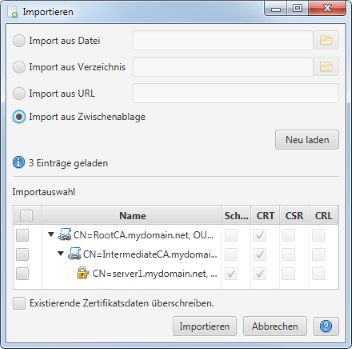 Importieren
Import aus Datei
Import aus Verzeichnis
Import aus URL
Import aus Zwischenablage
Neu laden
3 Einträge geladen
Importauswahl
Name Sch... CRT CSR CRL
CN=RootCA.mydomain.net, OU...
CN=IntermediateCA.mydomai...
CN=server1.mydomain.net, ...
Existierende Zertifikatsdaten überschreiben.
Importieren Abbrechen ?